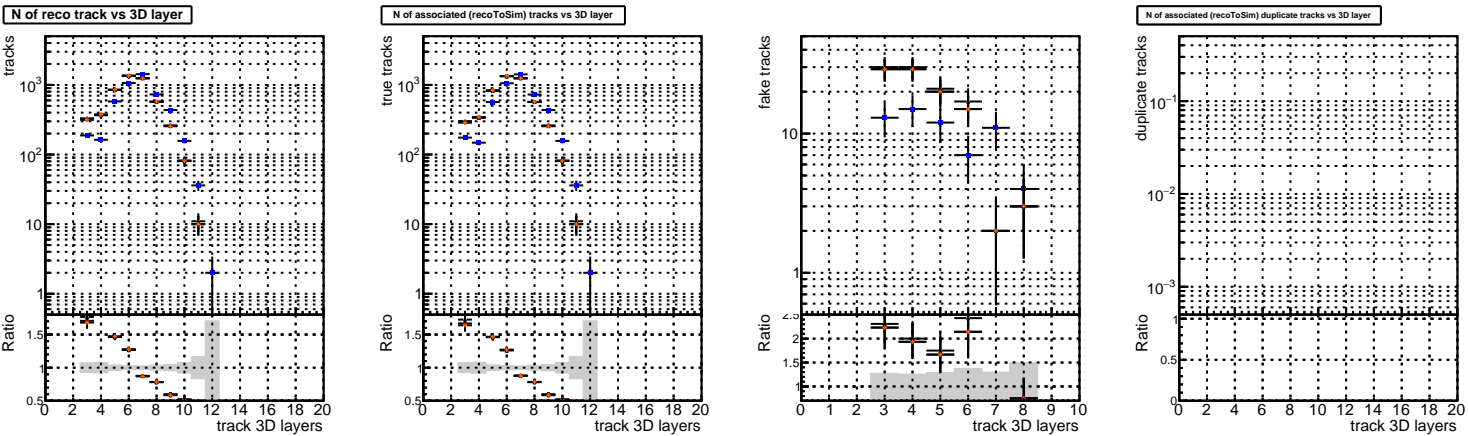 N of reco track vs 3D layer
tracks
10³
10²
10
1
Ratio
1.5
1
0.5
0 2 4 6 8 10 12 14 16 18 20
track 3D layers
N of associated (recoToSim) tracks vs 3D layer
true tracks
10³
10²
10
1
Ratio
1.5
1
0.5
0 2 4 6 8 10 12 14 16 18 20
track 3D layers
fake tracks
10
1
Ratio
2.5
2
1.5
1
0 1 2 3 4 5 6 7 8 9 10
track 3D layers
N of associated (recoToSim) duplicate tracks vs 3D layer
duplicate tracks
10⁻¹
10⁻²
10⁻³
Ratio
1
0.5
0
0 2 4 6 8 10 12 14 16 18 20
track 3D layers